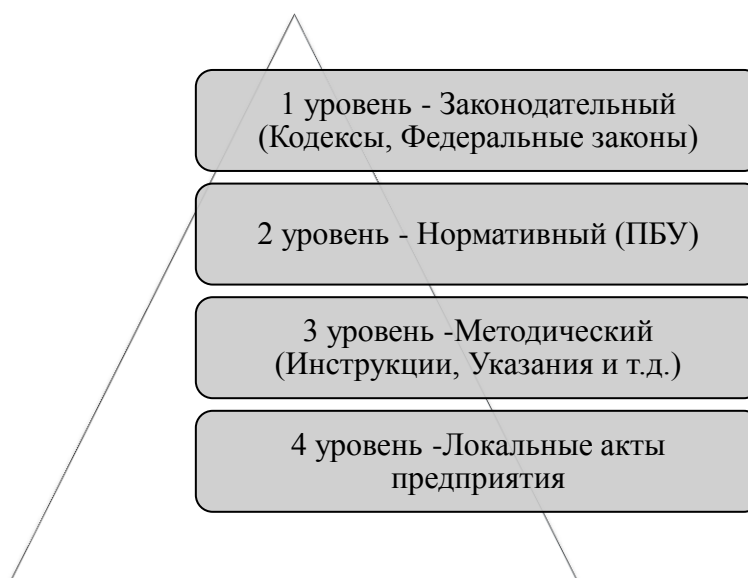 1 уровень - Законодательный
(Кодексы, Федеральные законы)
2 уровень - Нормативный (ПБУ)
3 уровень -Методический
(Инструкции, Указания и т.д.)
4 уровень -Локальные акты
предприятия